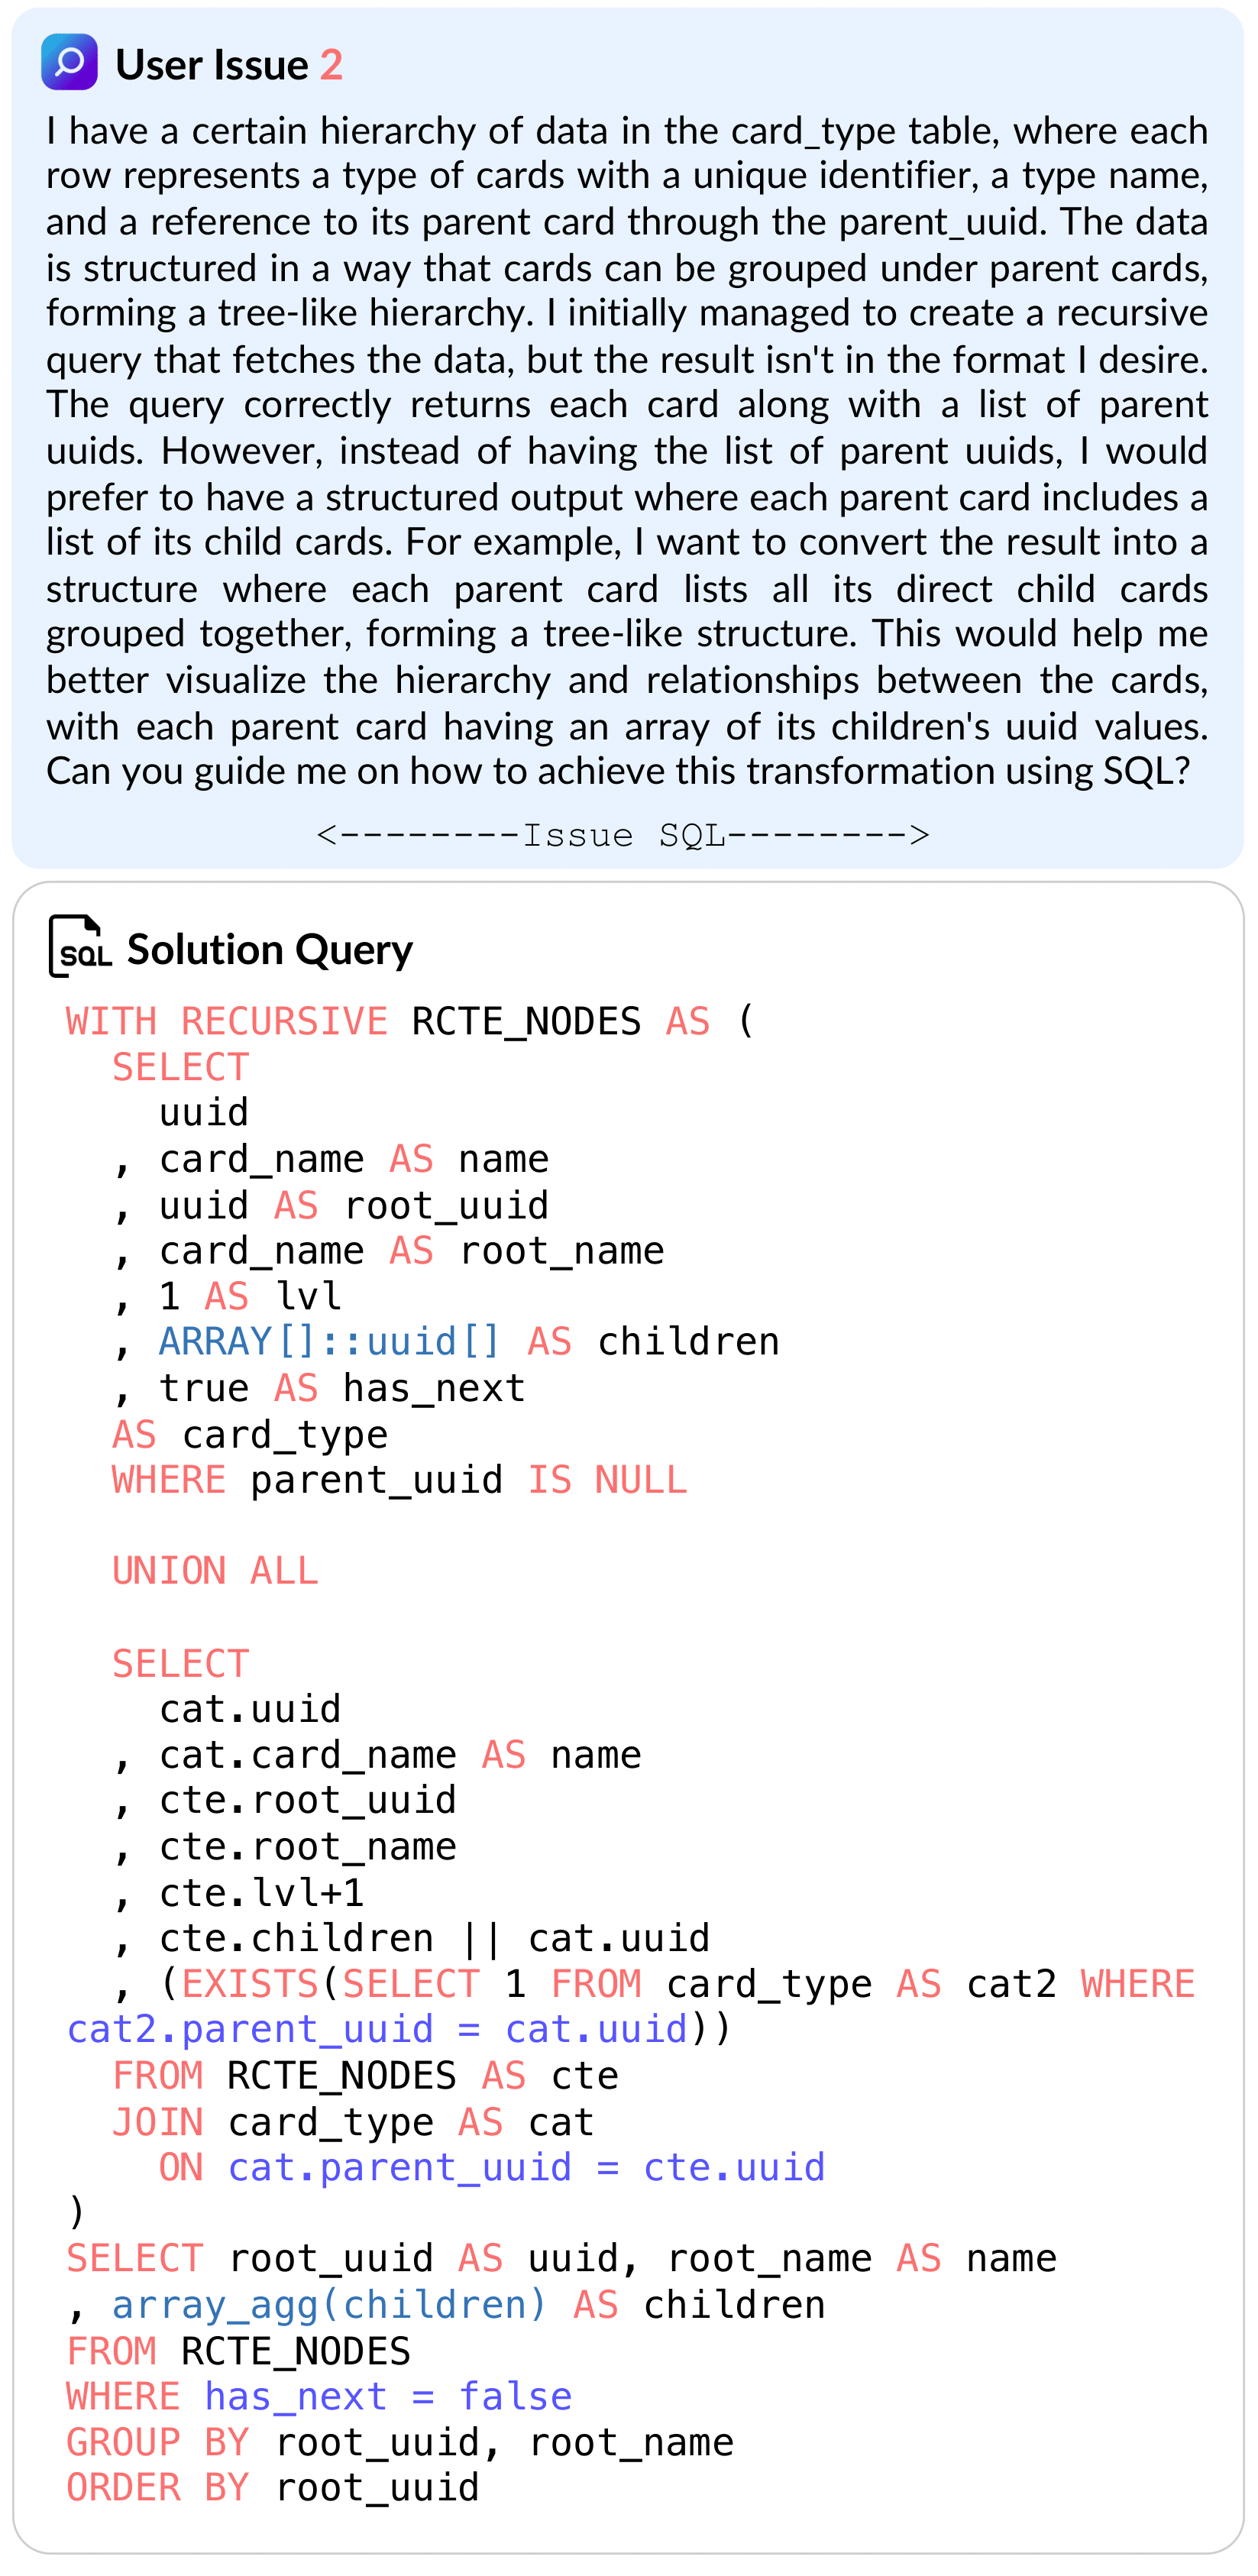 User Issue 2
I have a certain hierarchy of data in the card_type table, where each
row represents a type of cards with a unique identifier, a type name,
and a reference to its parent card through the parent_uuid. The data
is structured in a way that cards can be grouped under parent cards,
forming a tree-like hierarchy. I initially managed to create a recursive
query that fetches the data, but the result isn't in the format I desire.
The query correctly returns each card along with a list of parent
uuids. However, instead of having the list of parent uuids, I would
prefer to have a structured output where each parent card includes a
list of its child cards. For example, I want to convert the result into a
structure where each parent card lists all its direct child cards
grouped together, forming a tree-like structure. This would help me
better visualize the hierarchy and relationships between the cards,
with each parent card having an array of its children's uuid values.
Can you guide me on how to achieve this transformation using SQL?
<--------Issue SQL-------->
SQL Solution Query
WITH RECURSIVE RCTE_NODES AS (
  SELECT
    uuid
  , card_name AS name
  , uuid AS root_uuid
  , card_name AS root_name
  , 1 AS lvl
  , ARRAY[]::uuid[] AS children
  , true AS has_next
  AS card_type
  WHERE parent_uuid IS NULL
  UNION ALL
  SELECT
    cat.uuid
  , cat.card_name AS name
  , cte.root_uuid
  , cte.root_name
  , cte.lvl+1
  , cte.children || cat.uuid
  , (EXISTS(SELECT 1 FROM card_type AS cat2 WHERE
cat2.parent_uuid = cat.uuid))
  FROM RCTE_NODES AS cte
  JOIN card_type AS cat
    ON cat.parent_uuid = cte.uuid
)
SELECT root_uuid AS uuid, root_name AS name
, array_agg(children) AS children
FROM RCTE_NODES
WHERE has_next = false
GROUP BY root_uuid, root_name
ORDER BY root_uuid